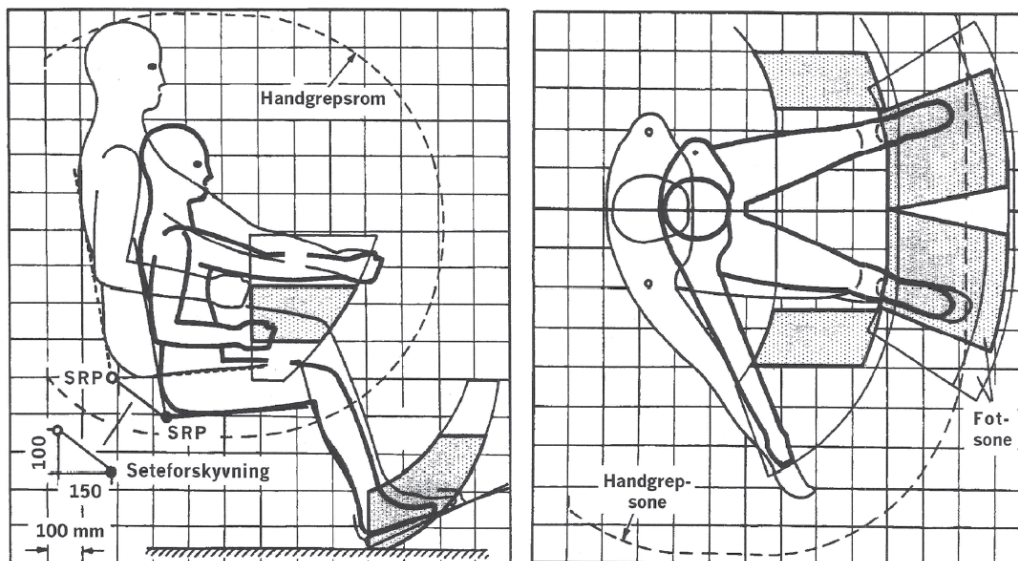 Handgrepsrom
SRP
SRP
100
Seteforskyvning
150
100 mm
Fot-
sone
Handgrep-
sone